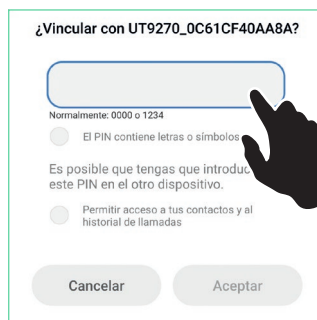 ¿Vincular con UT9270_0C61CF40AA8A?
Normalmente: 0000 o 1234
El PIN contiene letras o símbolos
Es posible que tengas que
este PIN en el otro dispositivo.
Permitir acceso a tus contactos y al
historial de llamadas
Cancelar
Aceptar